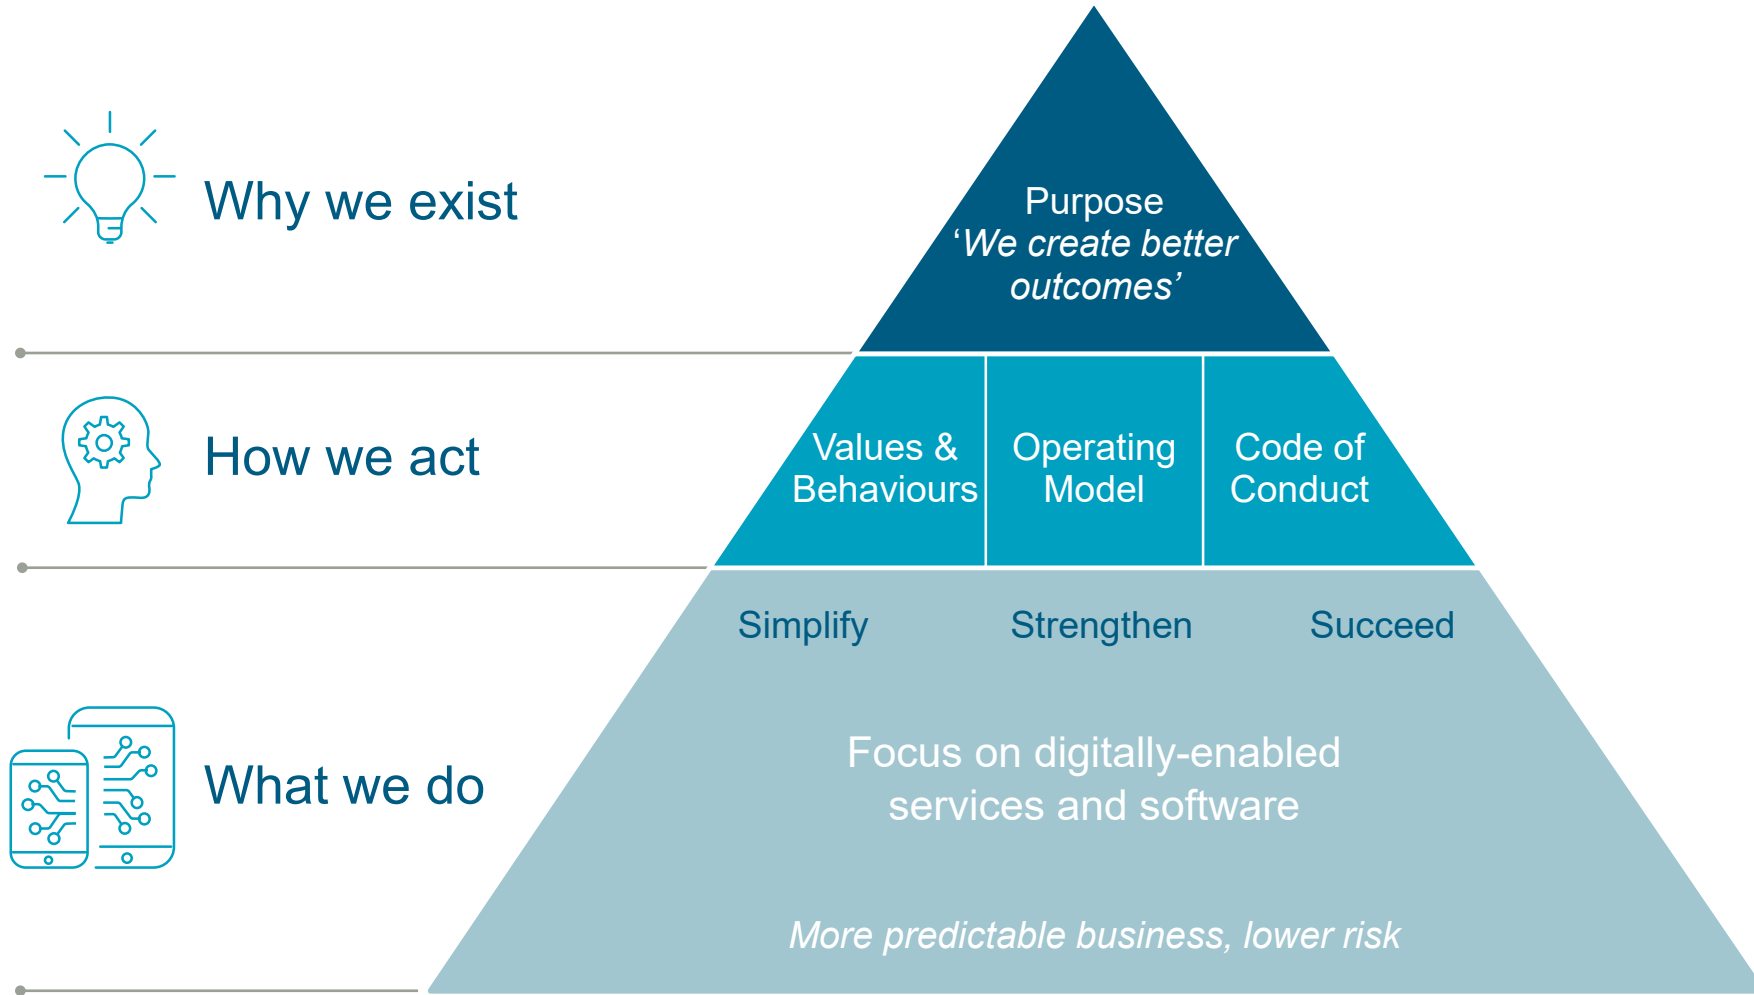 Why we exist
Purpose
‘We create better
outcomes’
How we act
Values &
Behaviours
Operating
Model
Code of
Conduct
Simplify
Strengthen
Succeed
What we do
Focus on digitally-enabled
services and software
More predictable business, lower risk